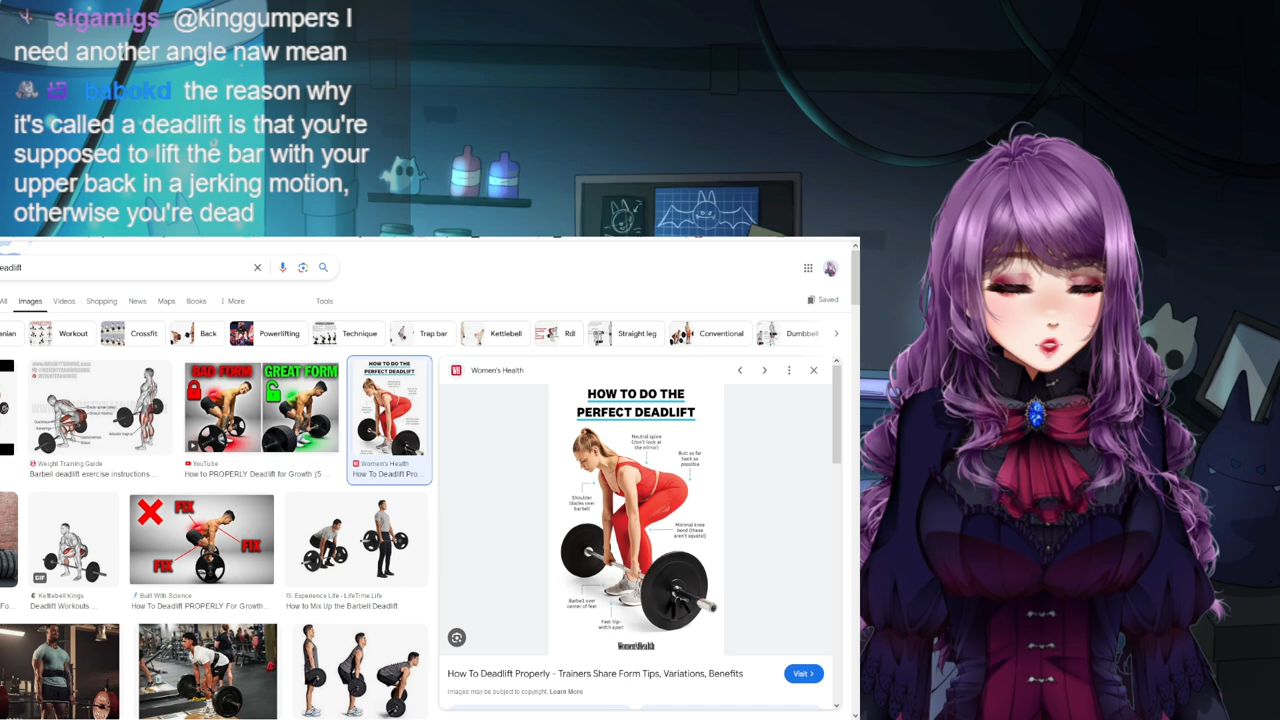 sigamigs @kinggumpers I
need another angle naw mean
babokd the reason why
it's called a deadlift is that you're
supposed to lift the bar with your
upper back in a jerking motion,
otherwise you're dead
eadlift
All Images Videos Shopping News Maps Books More Tools
Saved
anian Workout Crossfit Back Powerlifting Technique Trap bar Kettlebell Rdl Straight leg Conventional Dumbbell
BAD FORM GREAT FORM
HOW TO DO THE
PERFECT DEADLIFT
Weight Training Guide
Barbell deadlift exercise instructions ...
YouTube
How to PROPERLY Deadlift for Growth (5 ...
Women's Health
How To Deadlift Pro...
GIF
Kettlebell Kings
Deadlift Workouts ...
FIX
FIX
FIX
Built With Science
How To Deadlift PROPERLY For Growth...
Experience Life - LifeTime.Life
How to Mix Up the Barbell Deadlift
Fo...
Women's Health
HOW TO DO THE
PERFECT DEADLIFT
Neutral spine
(don't look at
the mirror)
Butt as far
back as
possible
Shoulder
blades over
barbell
Minimal knee
bend (these
aren't squats!)
Barbell over
center of feet
Feet hip-
width apart
Women'sHealth
How To Deadlift Properly - Trainers Share Form Tips, Variations, Benefits
Visit
Images may be subject to copyright. Learn More